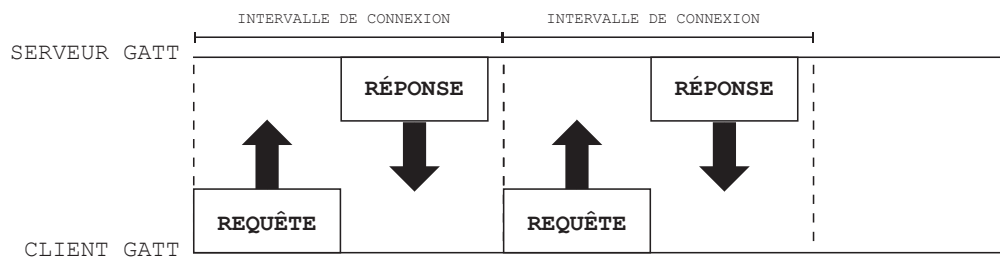 INTERVALLE DE CONNEXION INTERVALLE DE CONNEXION
SERVEUR GATT
RÉPONSE RÉPONSE
REQUÊTE REQUÊTE
CLIENT GATT